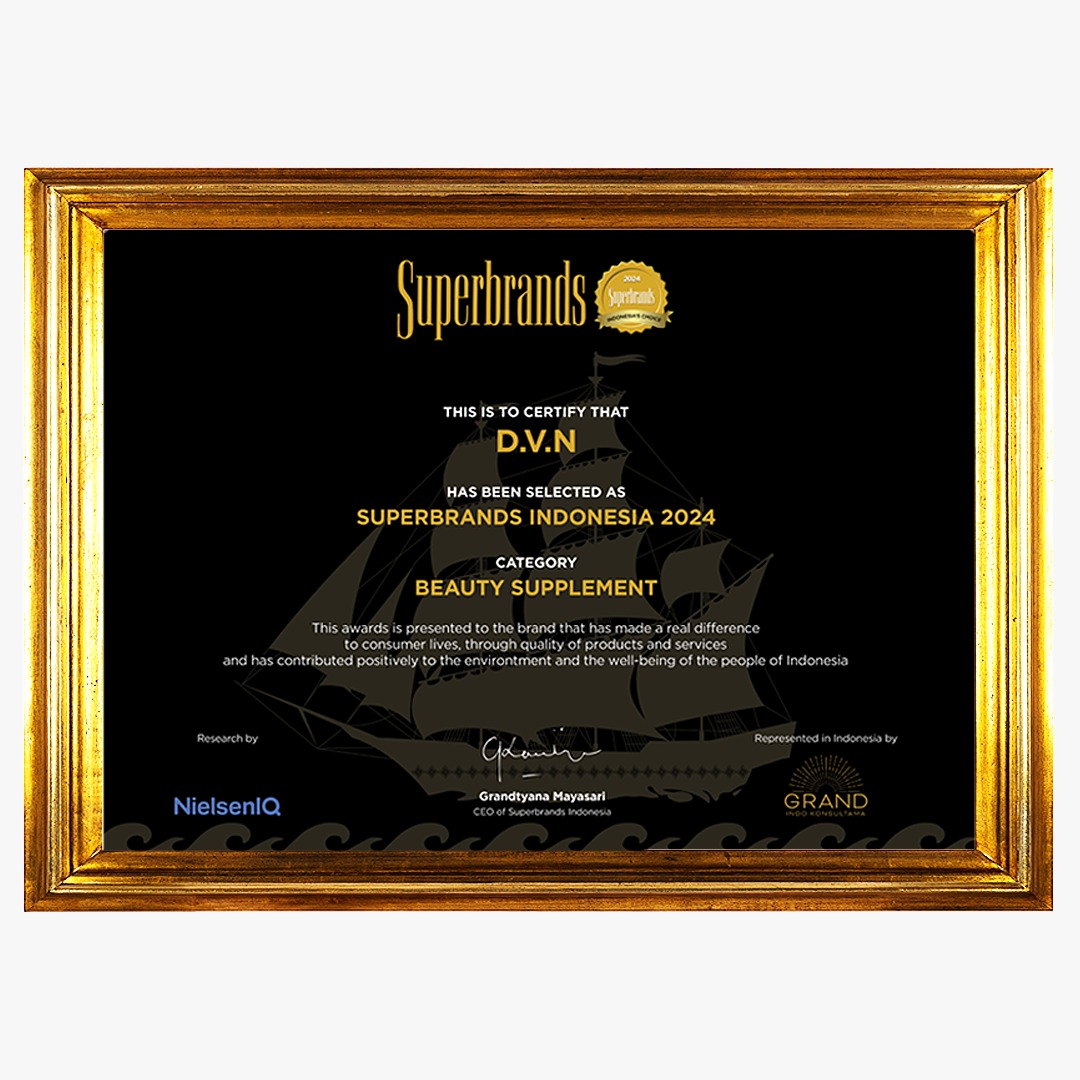 Superbrands
2024
Superbrands
INDONESIA'S CHOICE
THIS IS TO CERTIFY THAT
D.V.N
HAS BEEN SELECTED AS
SUPERBRANDS INDONESIA 2024
CATEGORY
BEAUTY SUPPLEMENT
This awards is presented to the brand that has made a real difference
to consumer lives, through quality of products and services
and has contributed positively to the environtment and the well-being of the people of Indonesia
Research by
NielsenIQ
Grandtyana Mayasari
CEO of Superbrands Indonesia
Represented in Indonesia by
GRAND
INDO KONSULTAMA